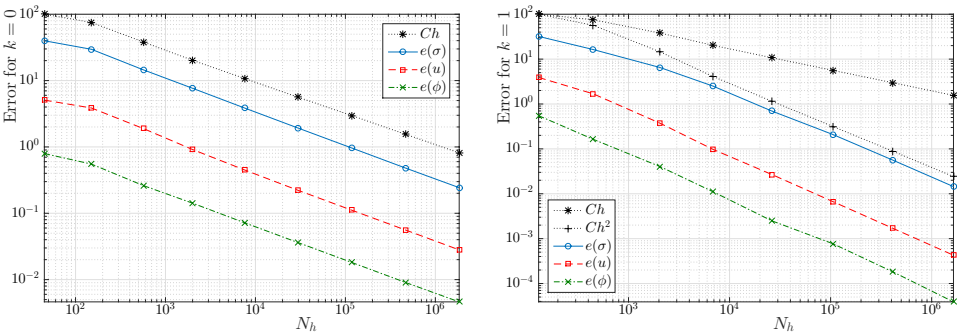 Error for k = 0
10^2
10^1
10^0
10^{-1}
10^{-2}
10^2
10^3
10^4
10^5
10^6
N_h
Ch
e(σ)
e(u)
e(ϕ)
Error for k = 1
10^2
10^1
10^0
10^{-1}
10^{-2}
10^{-3}
10^{-4}
10^3
10^4
10^5
10^6
N_h
Ch
Ch^2
e(σ)
e(u)
e(ϕ)